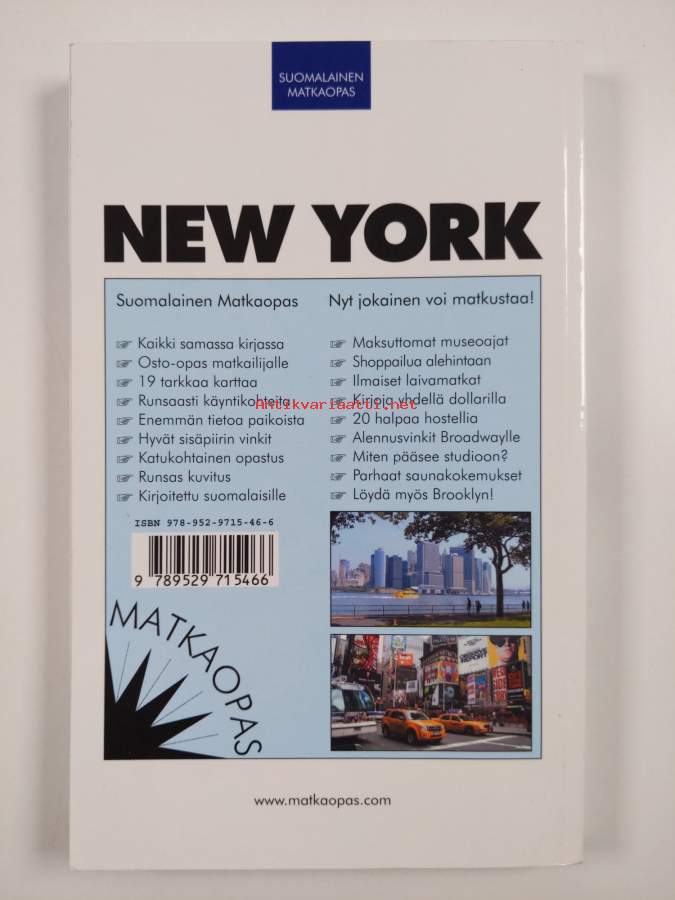 SUOMALAINEN
MATKAOPAS
NEW YORK
Suomalainen Matkaopas
Kaikki samassa kirjassa
Osto-opas matkailijalle
19 tarkkaa karttaa
Runsaasti käyntikohteita
Enemmän tietoa paikoista
Hyvät sisäpiirin vinkit
Katukohtainen opastus
Runsas kuvitus
Kirjoitettu suomalaisille
Nyt jokainen voi matkustaa!
Maksuttomat museoajat
Shoppailua alehintaan
Ilmaiset laivamatkat
Kirjoja yhdellä dollarilla
20 halpaa hostellia
Alennusvinkit Broadwaylle
Miten pääsee studioon?
Parhaat saunakokemukset
Löydä myös Brooklyn!
Antikvariaatti.net
ISBN 978-952-9715-46-6
9 789529 715466
MATKAOPAS
www.matkaopas.com